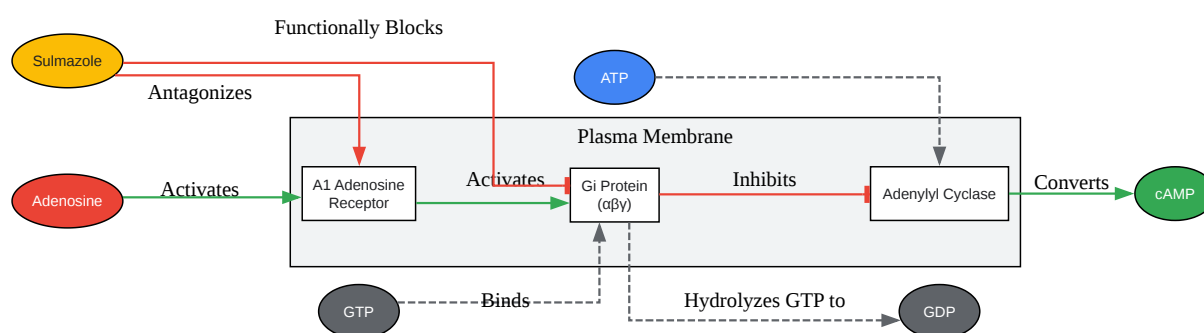 Functionally Blocks
Sulmazole
ATP
Antagonizes
Plasma Membrane
Adenosine
Activates
A1 Adenosine
Receptor
Activates
Gi Protein
(αβγ)
Inhibits
Adenylyl Cyclase
Converts
cAMP
GTP
Binds
Hydrolyzes GTP to
GDP